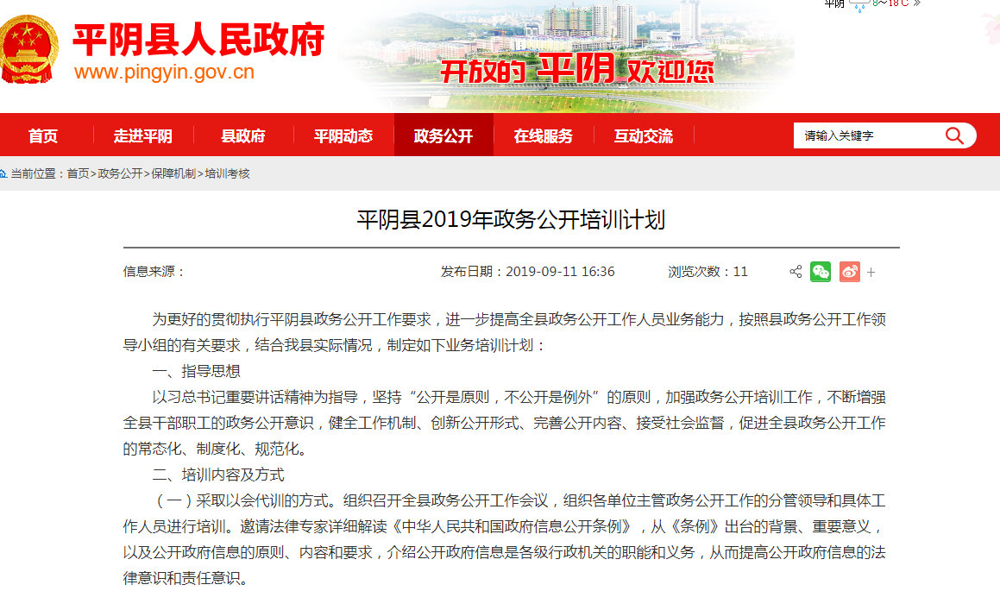 平阴 8~18℃ »
平阴县人民政府
www.pingyin.gov.cn
开放的 平阴 欢迎您
首页 走进平阴 县政府 平阴动态 政务公开 在线服务 互动交流 请输入关键字
当前位置：首页>政务公开>保障机制>培训考核
平阴县2019年政务公开培训计划
信息来源： 发布日期：2019-09-11 16:36 浏览次数：11
为更好的贯彻执行平阴县政务公开工作要求，进一步提高全县政务公开工作人员业务能力，按照县政务公开工作领
导小组的有关要求，结合我县实际情况，制定如下业务培训计划：
一、指导思想
以习总书记重要讲话精神为指导，坚持“公开是原则，不公开是例外”的原则，加强政务公开培训工作，不断增强
全县干部职工的政务公开意识，健全工作机制、创新公开形式、完善公开内容、接受社会监督，促进全县政务公开工作
的常态化、制度化、规范化。
二、培训内容及方式
（一）采取以会代训的方式。组织召开全县政务公开工作会议，组织各单位主管政务公开工作的分管领导和具体工
作人员进行培训。邀请法律专家详细解读《中华人民共和国政府信息公开条例》，从《条例》出台的背景、重要意义，
以及公开政府信息的原则、内容和要求，介绍公开政府信息是各级行政机关的职能和义务，从而提高公开政府信息的法
律意识和责任意识。